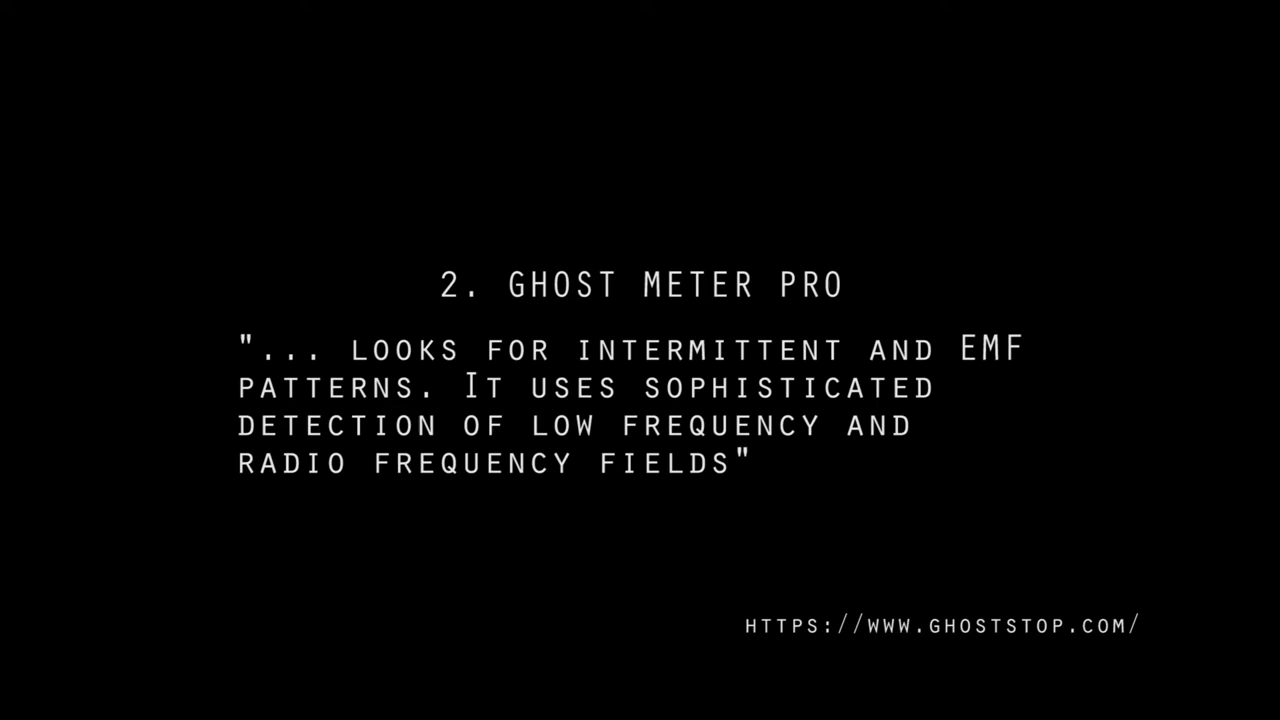 2. GHOST METER PRO
"... LOOKS FOR INTERMITTENT AND EMF
PATTERNS. IT USES SOPHISTICATED
DETECTION OF LOW FREQUENCY AND
RADIO FREQUENCY FIELDS"
HTTPS://WWW.GHOSTSTOP.COM/